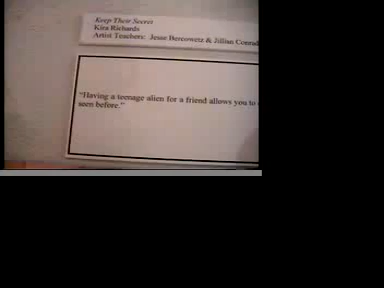 Keep Their Secret
Kira Richards
Artist Teachers: Jesse Bercowetz & Jillian Conrad
"Having a teenage alien for a friend allows you to
seen before."